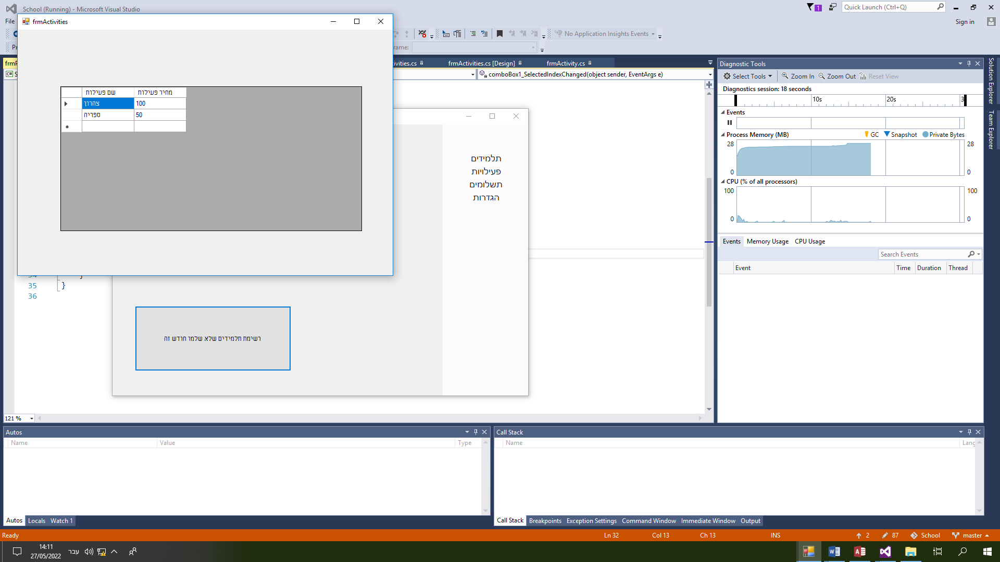 School (Running) - Microsoft Visual Studio
1
Quick Launch (Ctrl+Q)
File
frmActivities
Sign in
No Application Insights Events
rame:
frmActivities.cs [Design]
frmActivity.cs
comboBox1_SelectedIndexChanged(object sender, EventArgs e)
שם פעילות
מחיר פעילות
צהרון
100
ספריה
50
תלמידים
פעילויות
תשלומים
הגדרות
35
}
36
רשימת תלמידים שלא שלמו חודש זה
121 %
Diagnostic Tools
Select Tools
Zoom In
Zoom Out
Reset View
Diagnostics session: 18 seconds
10s
20s
Events
Process Memory (MB)
GC
Snapshot
Private Bytes
28
28
0
0
CPU (% of all processors)
100
100
0
0
Events
Memory Usage
CPU Usage
Search Events
Event
Time
Duration
Thread
Solution Explorer
Team Explorer
Autos
Name
Value
Type
Autos
Locals
Watch 1
Call Stack
Name
Lang
Call Stack
Breakpoints
Exception Settings
Command Window
Immediate Window
Output
Ready
Ln 32
Col 13
Ch 13
INS
2
87
School
master
14:11
27/05/2022
עבר